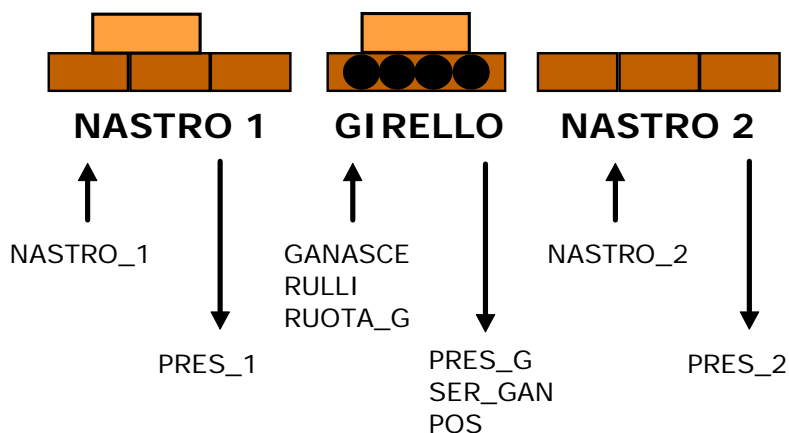 NASTRO 1
GIRELLO
NASTRO 2
NASTRO_1
GANASCE
RULLI
RUOTA_G
NASTRO_2
PRES_1
PRES_G
SER_GAN
POS
PRES_2